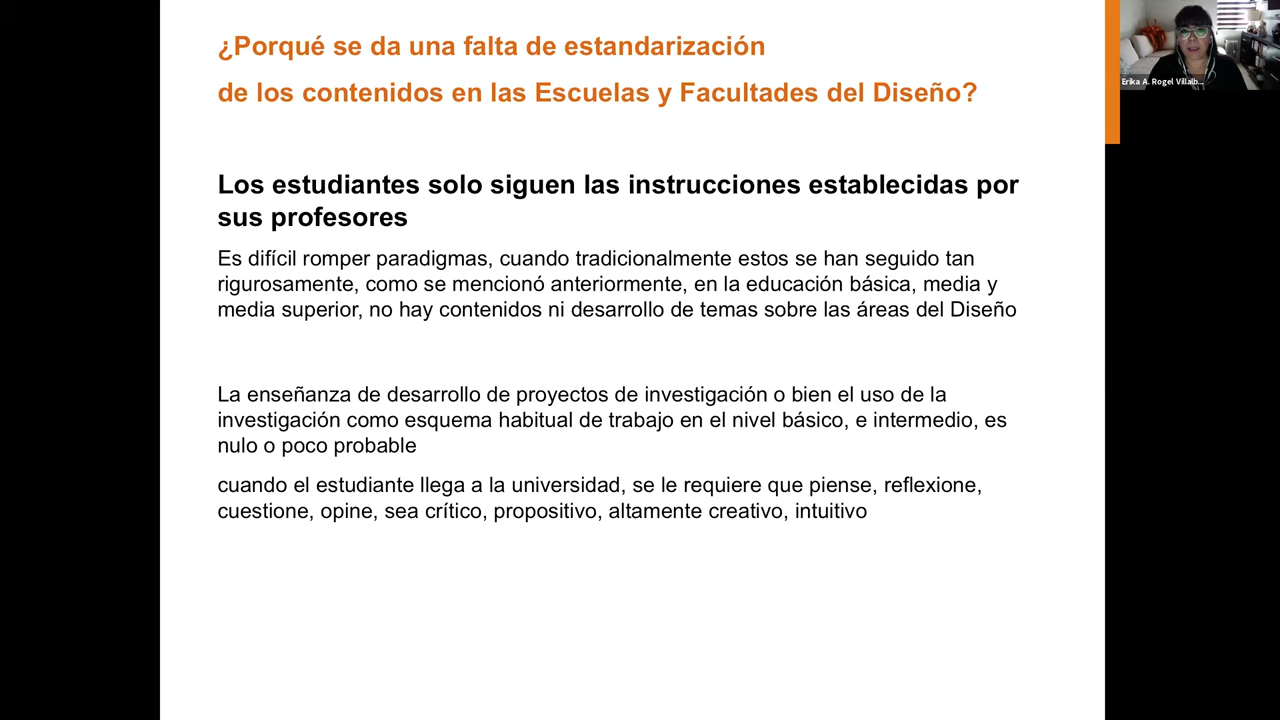 ¿Porqué se da una falta de estandarización
de los contenidos en las Escuelas y Facultades del Diseño?
Los estudiantes solo siguen las instrucciones establecidas por
sus profesores
Es difícil romper paradigmas, cuando tradicionalmente estos se han seguido tan
rigurosamente, como se mencionó anteriormente, en la educación básica, media y
media superior, no hay contenidos ni desarrollo de temas sobre las áreas del Diseño
La enseñanza de desarrollo de proyectos de investigación o bien el uso de la
investigación como esquema habitual de trabajo en el nivel básico, e intermedio, es
nulo o poco probable
cuando el estudiante llega a la universidad, se le requiere que piense, reflexione,
cuestione, opine, sea crítico, propositivo, altamente creativo, intuitivo
Erika A. Rogel Villalb...